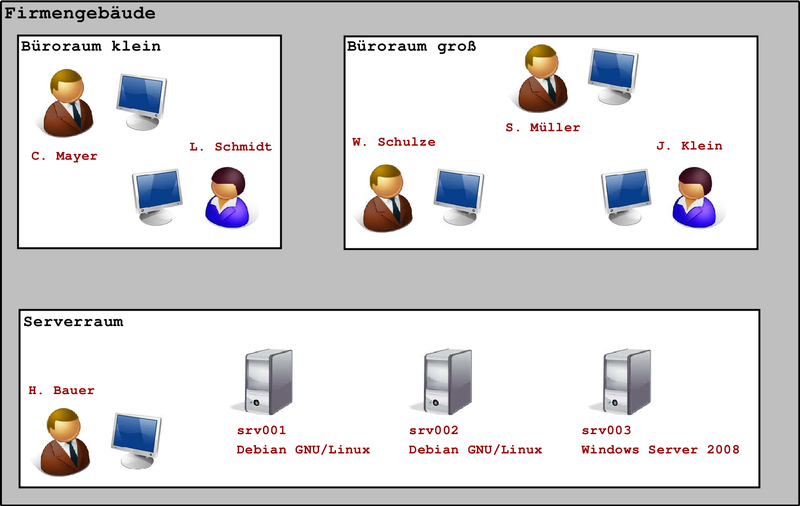 Firmengebäude
Büroraum klein
C. Mayer
L. Schmidt
Büroraum groß
S. Müller
W. Schulze
J. Klein
Serverraum
H. Bauer
srv001
Debian GNU/Linux
srv002
Debian GNU/Linux
srv003
Windows Server 2008